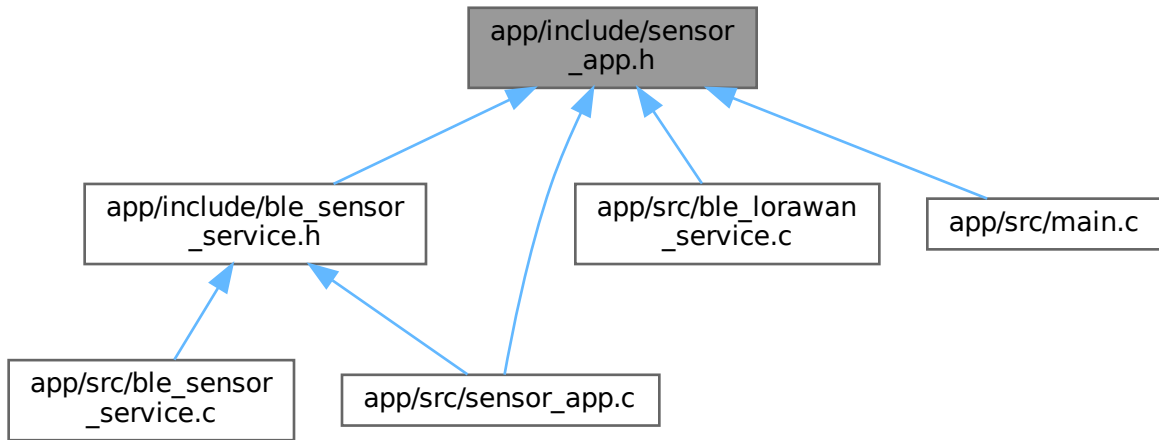 app/include/sensor
_app.h
app/include/ble_sensor
_service.h
app/src/ble_lorawan
_service.c
app/src/main.c
app/src/ble_sensor
_service.c
app/src/sensor_app.c